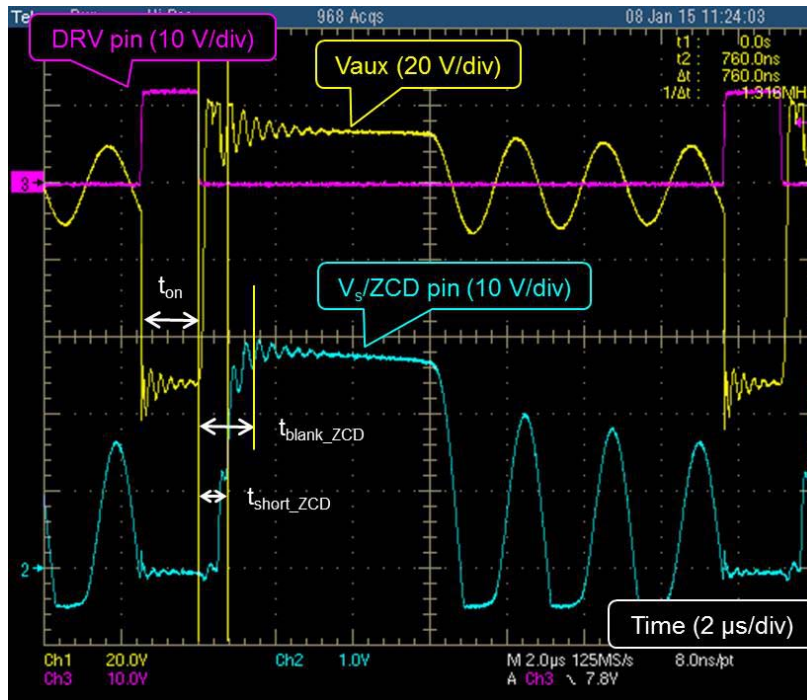 968 Acqs
08 Jan 15 11:24:03
DRV pin (10 V/div)
Vaux (20 V/div)
t1 : 0.0s
t2 : 760.0ns
Δt : 760.0ns
1/Δt : 1.316MH
3
ton
Vs/ZCD pin (10 V/div)
tblank_ZCD
tshort_ZCD
2
Time (2 µs/div)
Ch1 20.0V Ch2 1.0V M 2.0µs 125MS/s 8.0ns/pt
Ch3 10.0V A Ch3 ∖ 7.8V